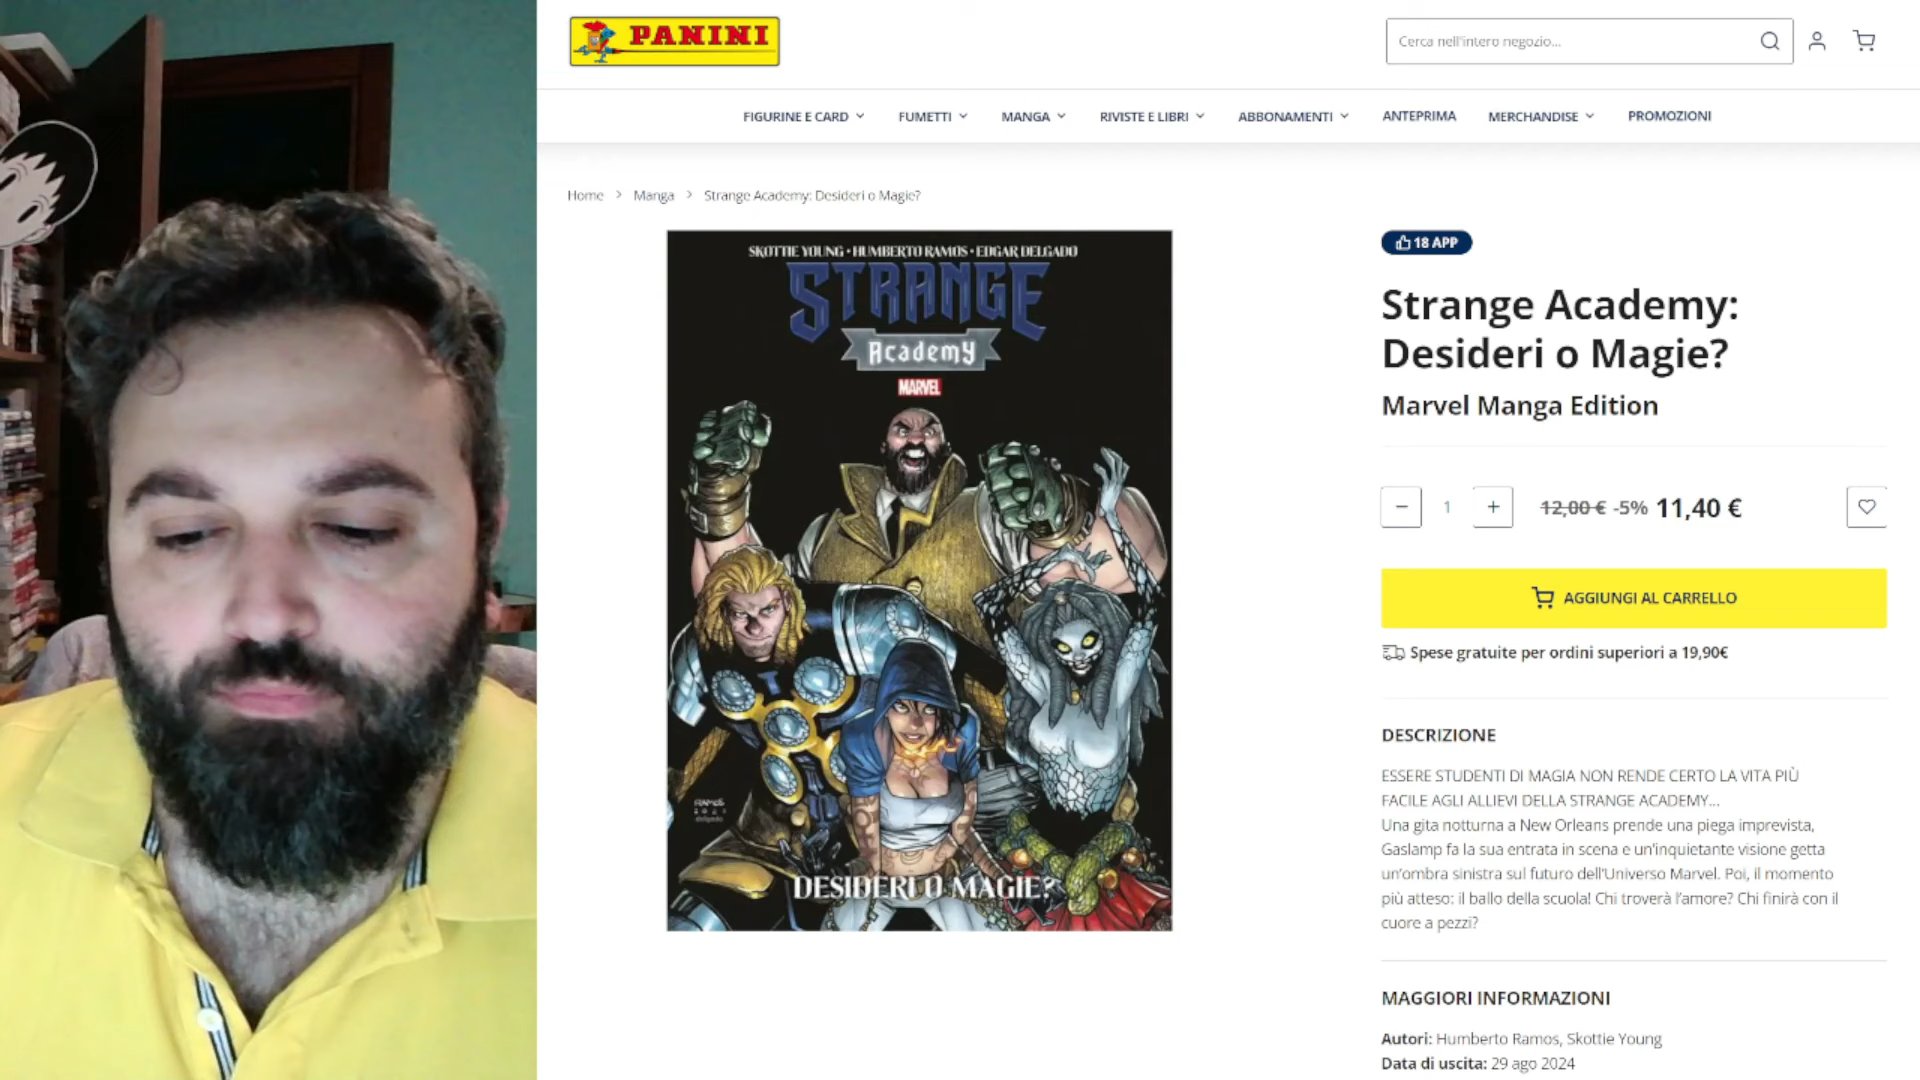 PANINI
Cerca nell'intero negozio...
FIGURINE E CARD
FUMETTI
MANGA
RIVISTE E LIBRI
ABBONAMENTI
ANTEPRIMA
MERCHANDISE
PROMOZIONI
Home > Manga > Strange Academy: Desideri o Magie?
SKOTTIE YOUNG • HUMBERTO RAMOS • EDGAR DELGADO
STRANGE
Academy
MARVEL
RAMOS
2021
delgado
DESIDERI O MAGIE?
18 APP
Strange Academy:
Desideri o Magie?
Marvel Manga Edition
1
12,00 € -5% 11,40 €
AGGIUNGI AL CARRELLO
Spese gratuite per ordini superiori a 19,90€
DESCRIZIONE
ESSERE STUDENTI DI MAGIA NON RENDE CERTO LA VITA PIÙ
FACILE AGLI ALLIEVI DELLA STRANGE ACADEMY...
Una gita notturna a New Orleans prende una piega imprevista,
Gaslamp fa la sua entrata in scena e un'inquietante visione getta
un'ombra sinistra sul futuro dell'Universo Marvel. Poi, il momento
più atteso: il ballo della scuola! Chi troverà l'amore? Chi finirà con il
cuore a pezzi?
MAGGIORI INFORMAZIONI
Autori: Humberto Ramos, Skottie Young
Data di uscita: 29 ago 2024